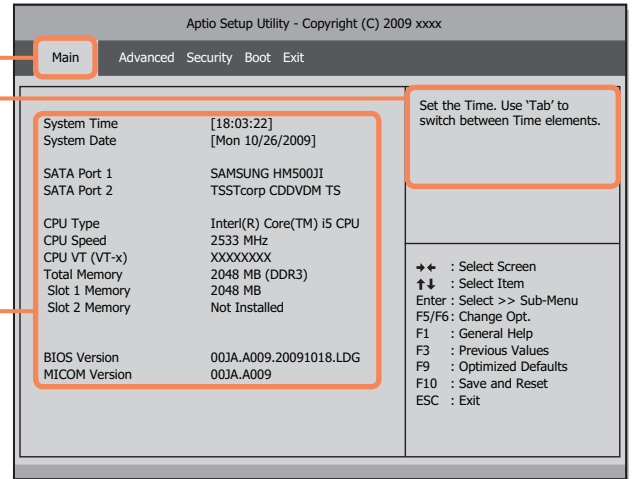 Aptio Setup Utility - Copyright (C) 2009 xxxx
Main Advanced Security Boot Exit
System Time [18:03:22]
System Date [Mon 10/26/2009]
SATA Port 1 SAMSUNG HM500JI
SATA Port 2 TSSTcorp CDDVDM TS
CPU Type Interl(R) Core(TM) i5 CPU
CPU Speed 2533 MHz
CPU VT (VT-x) XXXXXXXX
Total Memory 2048 MB (DDR3)
Slot 1 Memory 2048 MB
Slot 2 Memory Not Installed
BIOS Version 00JA.A009.20091018.LDG
MICOM Version 00JA.A009
Set the Time. Use ‘Tab’ to
switch between Time elements.
→← : Select Screen
↑↓ : Select Item
Enter : Select >> Sub-Menu
F5/F6 : Change Opt.
F1 : General Help
F3 : Previous Values
F9 : Optimized Defaults
F10 : Save and Reset
ESC : Exit